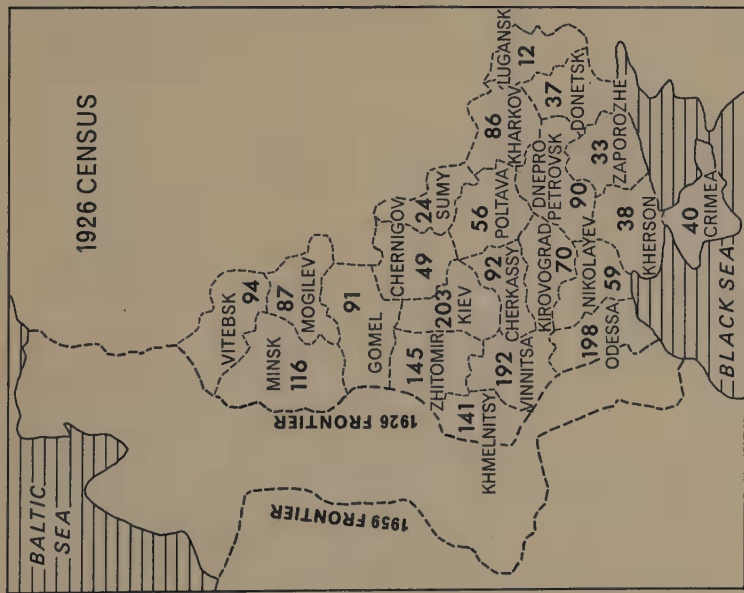 1926 CENSUS
BALTIC
SEA
VITEBSK
94
MINSK
116
87
MOGILEV
1926 FRONTIER
91
GOMEL
1959 FRONTIER
CHERNIGOV
49
24
SUMY
145
ZHITOMIR
203
KIEV
141
KHMELNITSY
192
VINNITSA
92
CHERKASSY
56
POLTAVA
86
KHARKOV
LUGANSK
12
KIROVOGRAD
70
DNEPRO
PETROVSK
90
37
DONETSK
198
ODESSA
NIKOLAYEV
59
38
KHERSON
33
ZAPOROZHE
40
CRIMEA
BLACK SEA